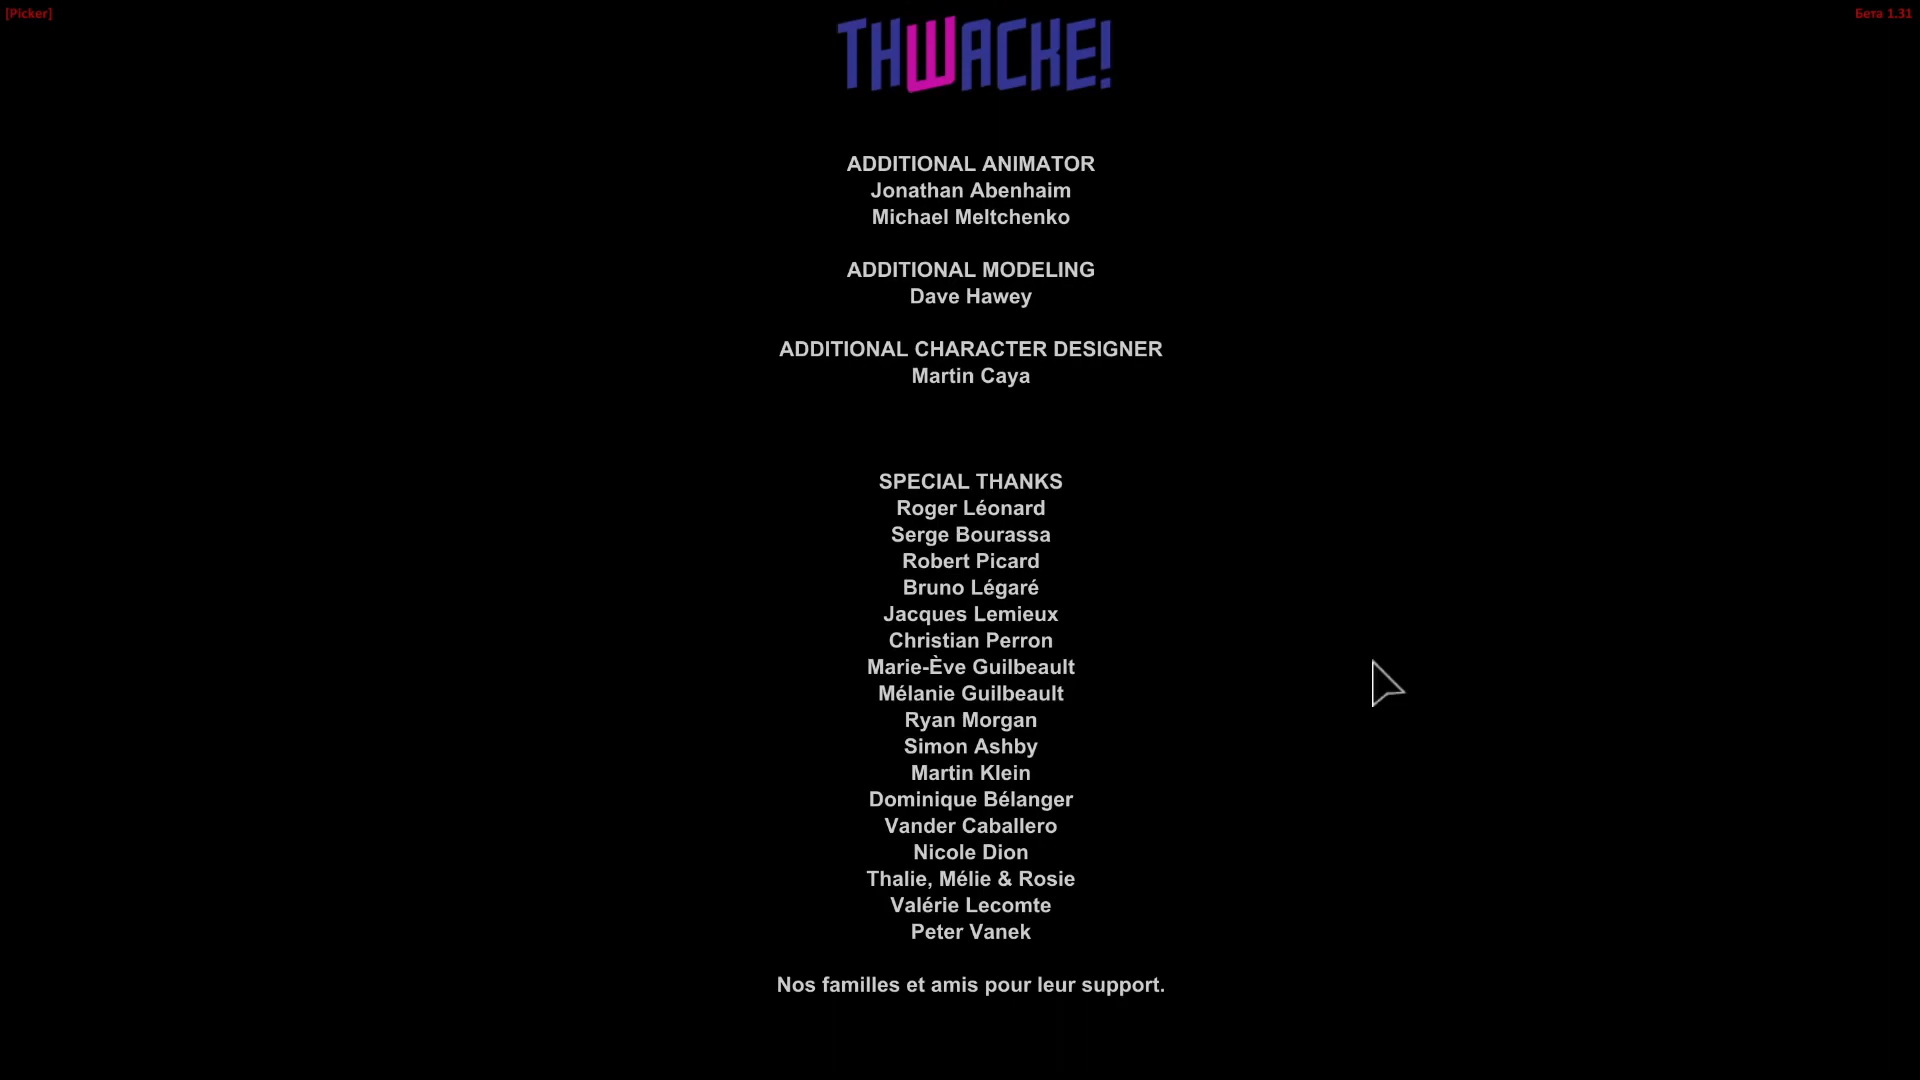 [Picker]
Бета 1.31
THWACKE!
ADDITIONAL ANIMATOR
Jonathan Abenhaim
Michael Meltchenko
ADDITIONAL MODELING
Dave Hawey
ADDITIONAL CHARACTER DESIGNER
Martin Caya
SPECIAL THANKS
Roger Léonard
Serge Bourassa
Robert Picard
Bruno Légaré
Jacques Lemieux
Christian Perron
Marie-Ève Guilbeault
Mélanie Guilbeault
Ryan Morgan
Simon Ashby
Martin Klein
Dominique Bélanger
Vander Caballero
Nicole Dion
Thalie, Mélie & Rosie
Valérie Lecomte
Peter Vanek
Nos familles et amis pour leur support.